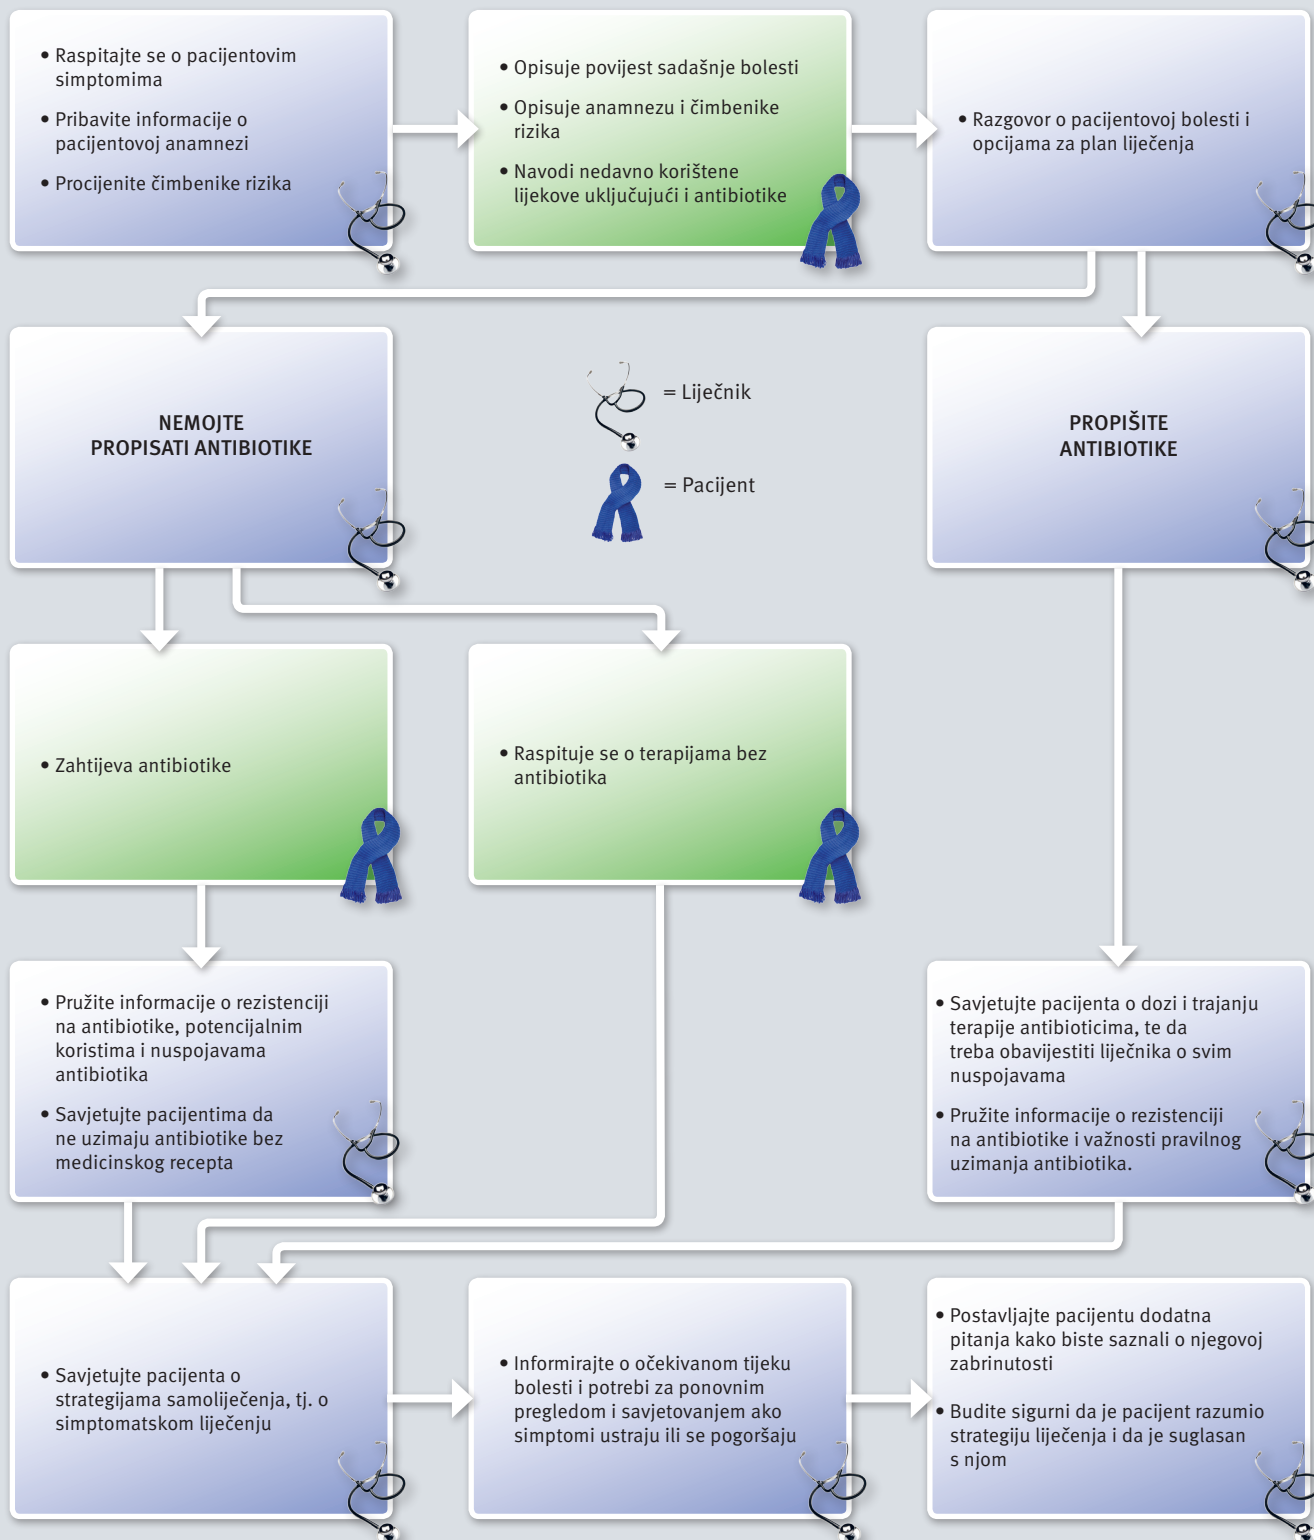 • Raspitajte se o pacijentovim
simptomima
• Pribavite informacije o
pacijentovoj anamnezi
• Procijenite čimbenike rizika
• Opisuje povijest sadašnje bolesti
• Opisuje anamnezu i čimbenike
rizika
• Navodi nedavno korištene
lijekove uključujući i antibiotike
• Razgovor o pacijentovoj bolesti i
opcijama za plan liječenja
NEMOJTE
PROPISATI ANTIBIOTIKE
= Liječnik
= Pacijent
PROPIŠITE
ANTIBIOTIKE
• Zahtijeva antibiotike
• Raspituje se o terapijama bez
antibiotika
• Pružite informacije o rezistenciji
na antibiotike, potencijalnim
koristima i nuspojavama
antibiotika
• Savjetujte pacijentima da
ne uzimaju antibiotike bez
medicinskog recepta
• Savjetujte pacijenta o dozi i trajanju
terapije antibioticima, te da
treba obavijestiti liječnika o svim
nuspojavama
• Pružite informacije o rezistenciji
na antibiotike i važnosti pravilnog
uzimanja antibiotika.
• Savjetujte pacijenta o
strategijama samoliječenja, tj. o
simptomatskom liječenju
• Informirajte o očekivanom tijeku
bolesti i potrebi za ponovnim
pregledom i savjetovanjem ako
simptomi ustraju ili se pogoršaju
• Postavljajte pacijentu dodatna
pitanja kako biste saznali o njegovoj
zabrinutosti
• Budite sigurni da je pacijent razumio
strategiju liječenja i da je suglasan
s njom